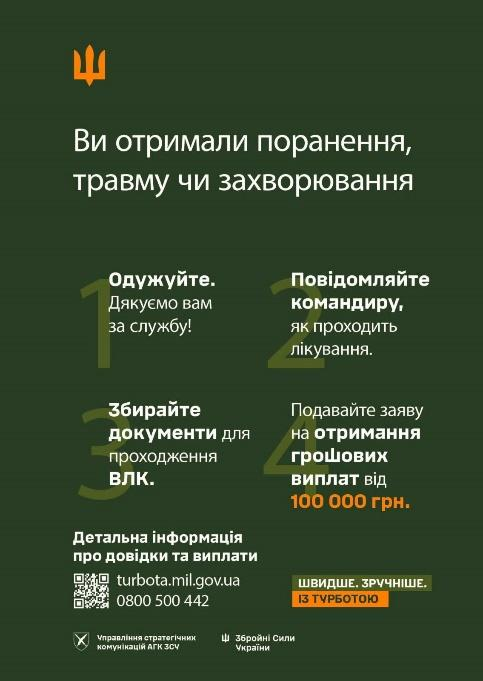 Ви отримали поранення,
травму чи захворювання
1
Одужуйте.
Дякуємо вам
за службу!
2
Повідомляйте
командиру,
як проходить
лікування.
3
Збирайте
документи для
проходження
ВЛК.
4
Подавайте заяву
на отримання
грошових
виплат від
100 000 грн.
Детальна інформація
про довідки та виплати
turbota.mil.gov.ua
0800 500 442
ШВИДШЕ. ЗРУЧНІШЕ.
ІЗ ТУРБОТОЮ
Управління стратегічних
комунікацій АГК ЗСУ
Збройні Сили
України